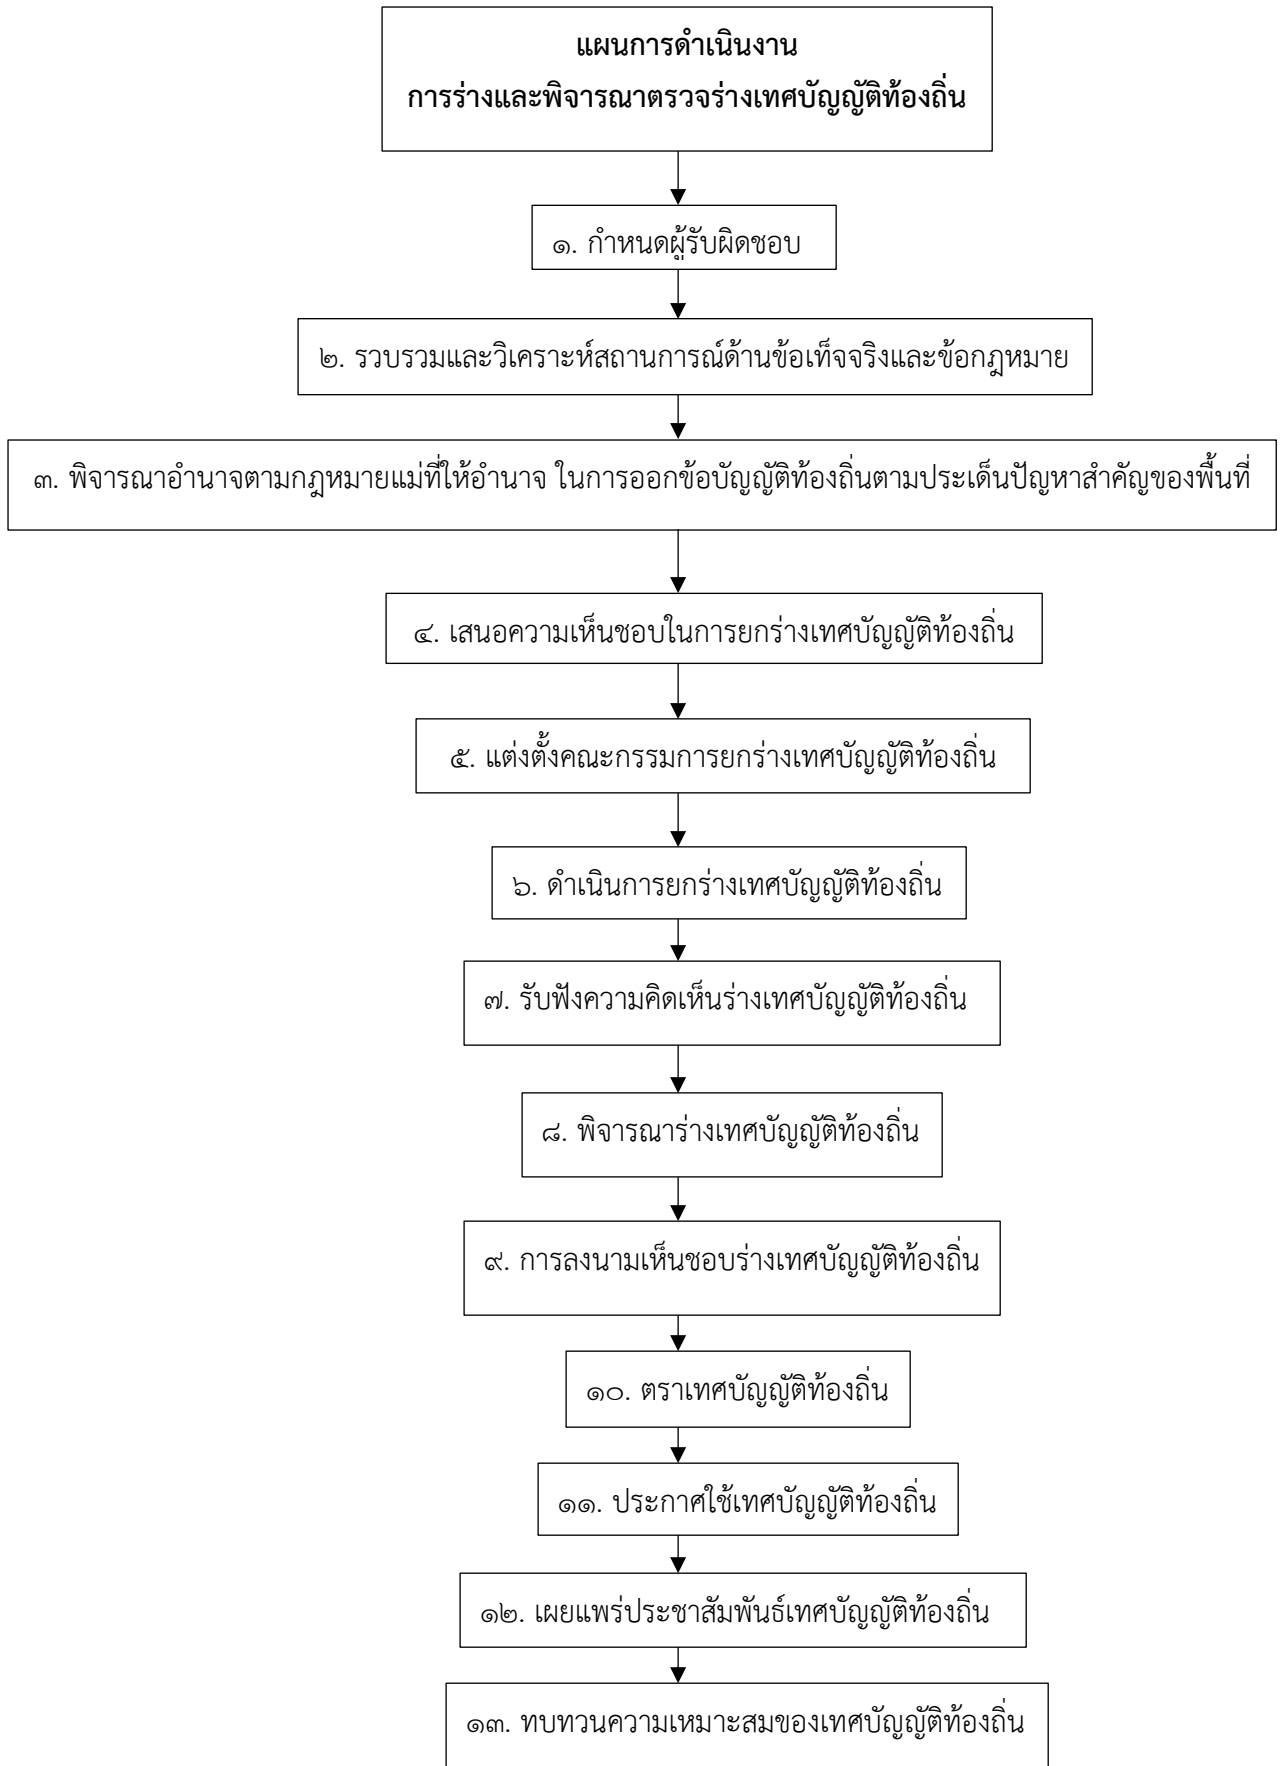 แผนการดำเนินงาน
การร่างและพิจารณาตรวจร่างเทศบัญญัติท้องถิ่น
๑. กำหนดผู้รับผิดชอบ
๒. รวบรวมและวิเคราะห์สถานการณ์ด้านข้อเท็จจริงและข้อกฎหมาย
๓. พิจารณาอำนาจตามกฎหมายแม่ที่ให้อำนาจ ในการออกข้อบัญญัติท้องถิ่นตามประเด็นปัญหาสำคัญของพื้นที่
๔. เสนอความเห็นชอบในการยกร่างเทศบัญญัติท้องถิ่น
๕. แต่งตั้งคณะกรรมการยกร่างเทศบัญญัติท้องถิ่น
๖. ดำเนินการยกร่างเทศบัญญัติท้องถิ่น
๗. รับฟังความคิดเห็นร่างเทศบัญญัติท้องถิ่น
๘. พิจารณาร่างเทศบัญญัติท้องถิ่น
๙. การลงนามเห็นชอบร่างเทศบัญญัติท้องถิ่น
๑๐. ตราเทศบัญญัติท้องถิ่น
๑๑. ประกาศใช้เทศบัญญัติท้องถิ่น
๑๒. เผยแพร่ประชาสัมพันธ์เทศบัญญัติท้องถิ่น
๑๓. ทบทวนความเหมาะสมของเทศบัญญัติท้องถิ่น